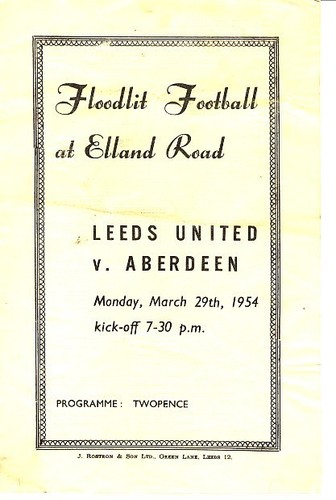 Floodlit Football
at Elland Road
LEEDS UNITED
v. ABERDEEN
Monday, March 29th, 1954
kick-off 7-30 p.m.
PROGRAMME: TWOPENCE
J. Rostron & Son Ltd., Green Lane, Leeds 12.